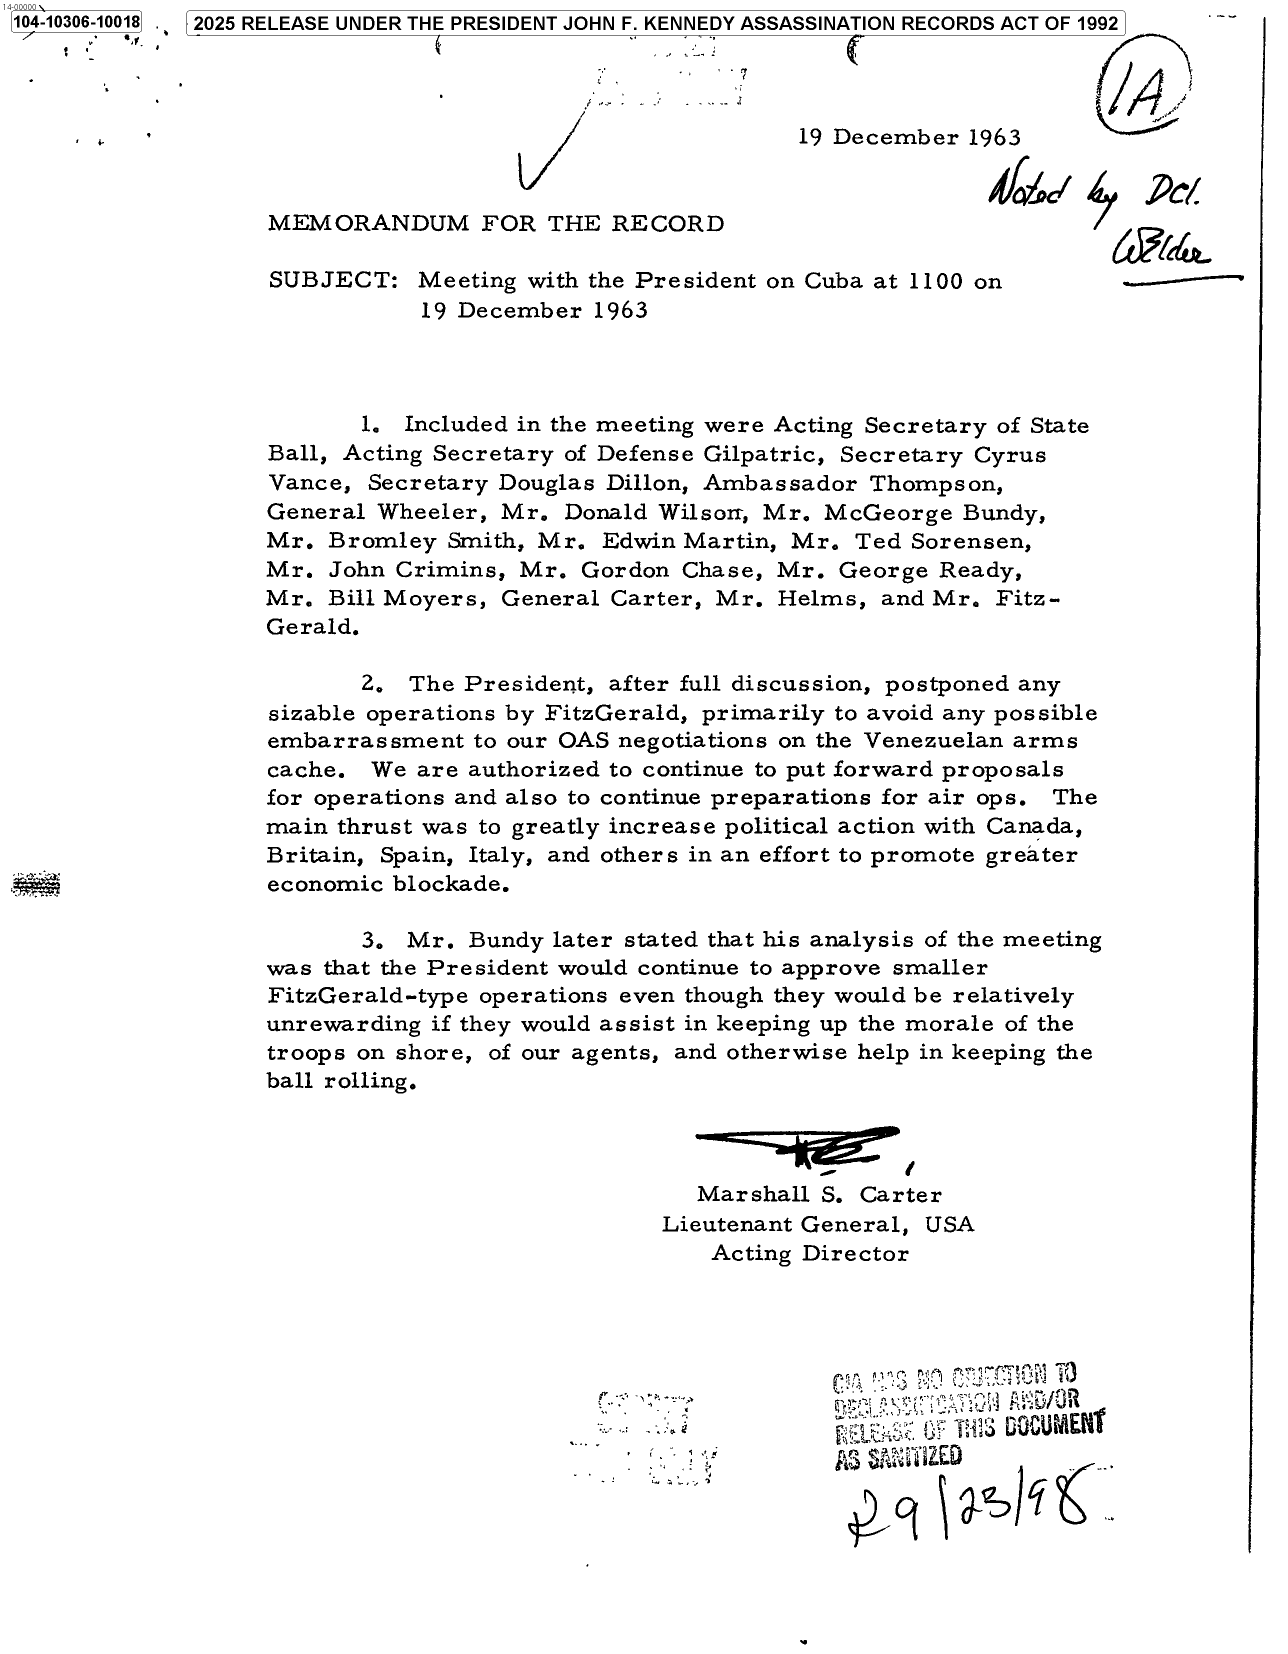 14-00000
104-10306-10018
2025 RELEASE UNDER THE PRESIDENT JOHN F. KENNEDY ASSASSINATION RECORDS ACT OF 1992
1A
19 December 1963
Noted by DCI.
WElder
MEMORANDUM FOR THE RECORD
SUBJECT: Meeting with the President on Cuba at 1100 on
19 December 1963
1. Included in the meeting were Acting Secretary of State
Ball, Acting Secretary of Defense Gilpatric, Secretary Cyrus
Vance, Secretary Douglas Dillon, Ambassador Thompson,
General Wheeler, Mr. Donald Wilson, Mr. McGeorge Bundy,
Mr. Bromley Smith, Mr. Edwin Martin, Mr. Ted Sorensen,
Mr. John Crimins, Mr. Gordon Chase, Mr. George Ready,
Mr. Bill Moyers, General Carter, Mr. Helms, and Mr. Fitz-
Gerald.
2. The President, after full discussion, postponed any
sizable operations by FitzGerald, primarily to avoid any possible
embarrassment to our OAS negotiations on the Venezuelan arms
cache. We are authorized to continue to put forward proposals
for operations and also to continue preparations for air ops. The
main thrust was to greatly increase political action with Canada,
Britain, Spain, Italy, and others in an effort to promote greater
economic blockade.
3. Mr. Bundy later stated that his analysis of the meeting
was that the President would continue to approve smaller
FitzGerald-type operations even though they would be relatively
unrewarding if they would assist in keeping up the morale of the
troops on shore, of our agents, and otherwise help in keeping the
ball rolling.
Marshall S. Carter
Lieutenant General, USA
Acting Director
CIA HAS NO OBJECTION TO
DECLASSIFICATION AND/OR
RELEASE OF THIS DOCUMENT
AS SANITIZED
9/23/98